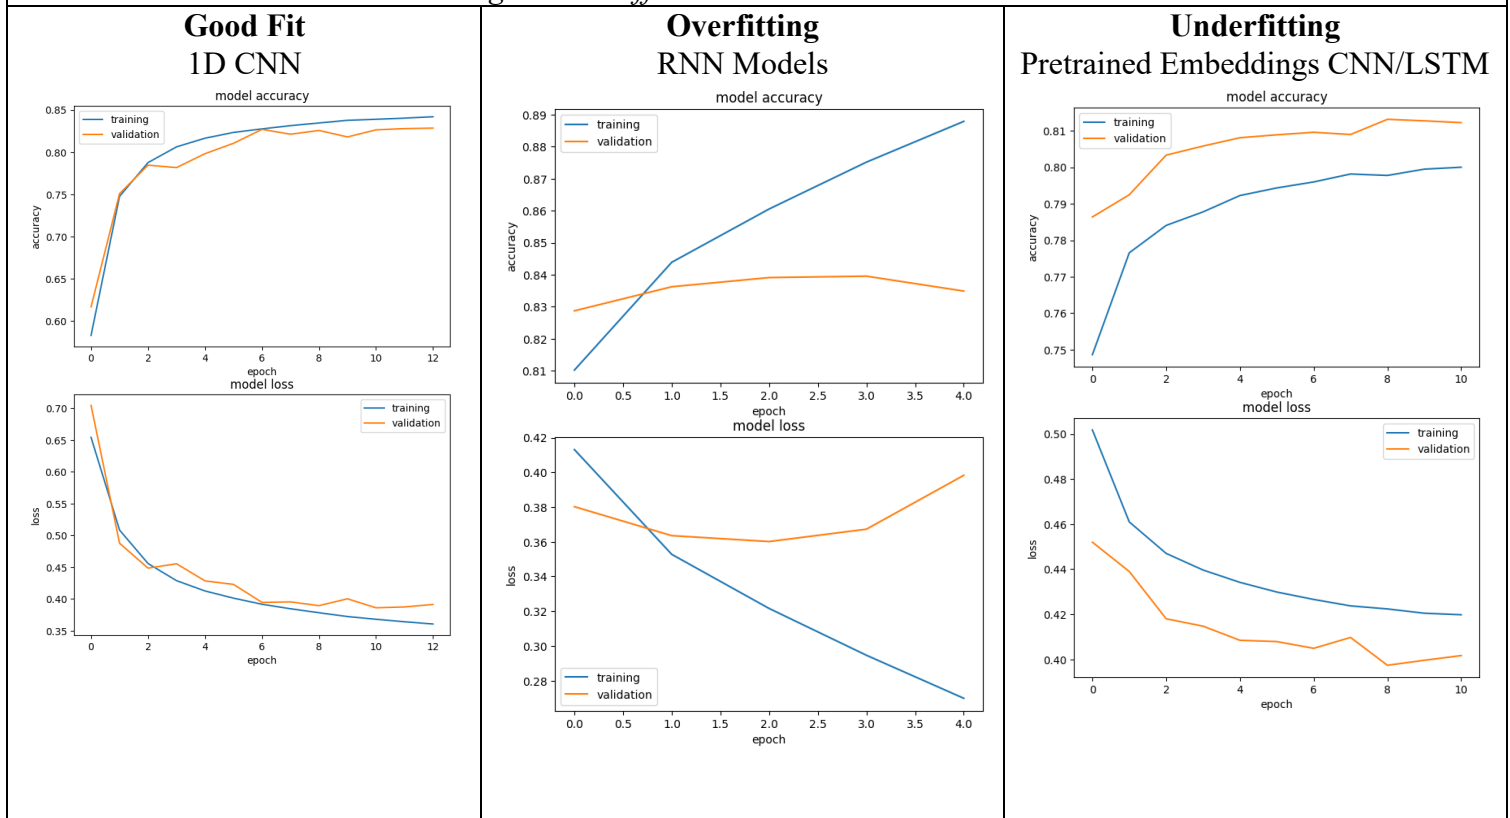 Good Fit
1D CNN
model accuracy
training
validation
0.85
0.80
0.75
0.70
0.65
0.60
accuracy
0 2 4 6 8 10 12
epoch
model loss
training
validation
0.70
0.65
0.60
0.55
0.50
0.45
0.40
0.35
loss
0 2 4 6 8 10 12
epoch
Overfitting
RNN Models
model accuracy
training
validation
0.89
0.88
0.87
0.86
0.85
0.84
0.83
0.82
0.81
accuracy
0.0 0.5 1.0 1.5 2.0 2.5 3.0 3.5 4.0
epoch
model loss
0.42
0.40
0.38
0.36
0.34
0.32
0.30
0.28
loss
training
validation
0.0 0.5 1.0 1.5 2.0 2.5 3.0 3.5 4.0
epoch
Underfitting
Pretrained Embeddings CNN/LSTM
model accuracy
training
validation
0.81
0.80
0.79
0.78
0.77
0.76
0.75
accuracy
0 2 4 6 8 10
epoch
model loss
training
validation
0.50
0.48
0.46
0.44
0.42
0.40
loss
0 2 4 6 8 10
epoch